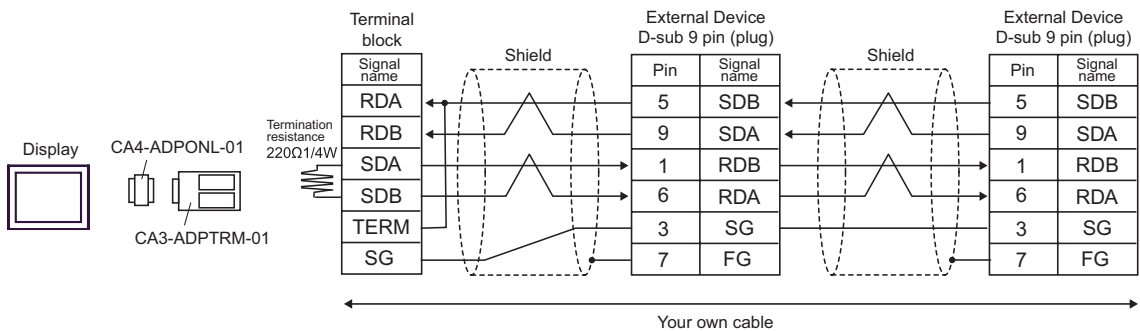 Display
CA4-ADPONL-01
CA3-ADPTRM-01
Termination
resistance
220Ω1/4W
Terminal
block
Signal
name
RDA
RDB
SDA
SDB
TERM
SG
Shield
External Device
D-sub 9 pin (plug)
Pin Signal
name
5 SDB
9 SDA
1 RDB
6 RDA
3 SG
7 FG
Shield
External Device
D-sub 9 pin (plug)
Pin Signal
name
5 SDB
9 SDA
1 RDB
6 RDA
3 SG
7 FG
Your own cable